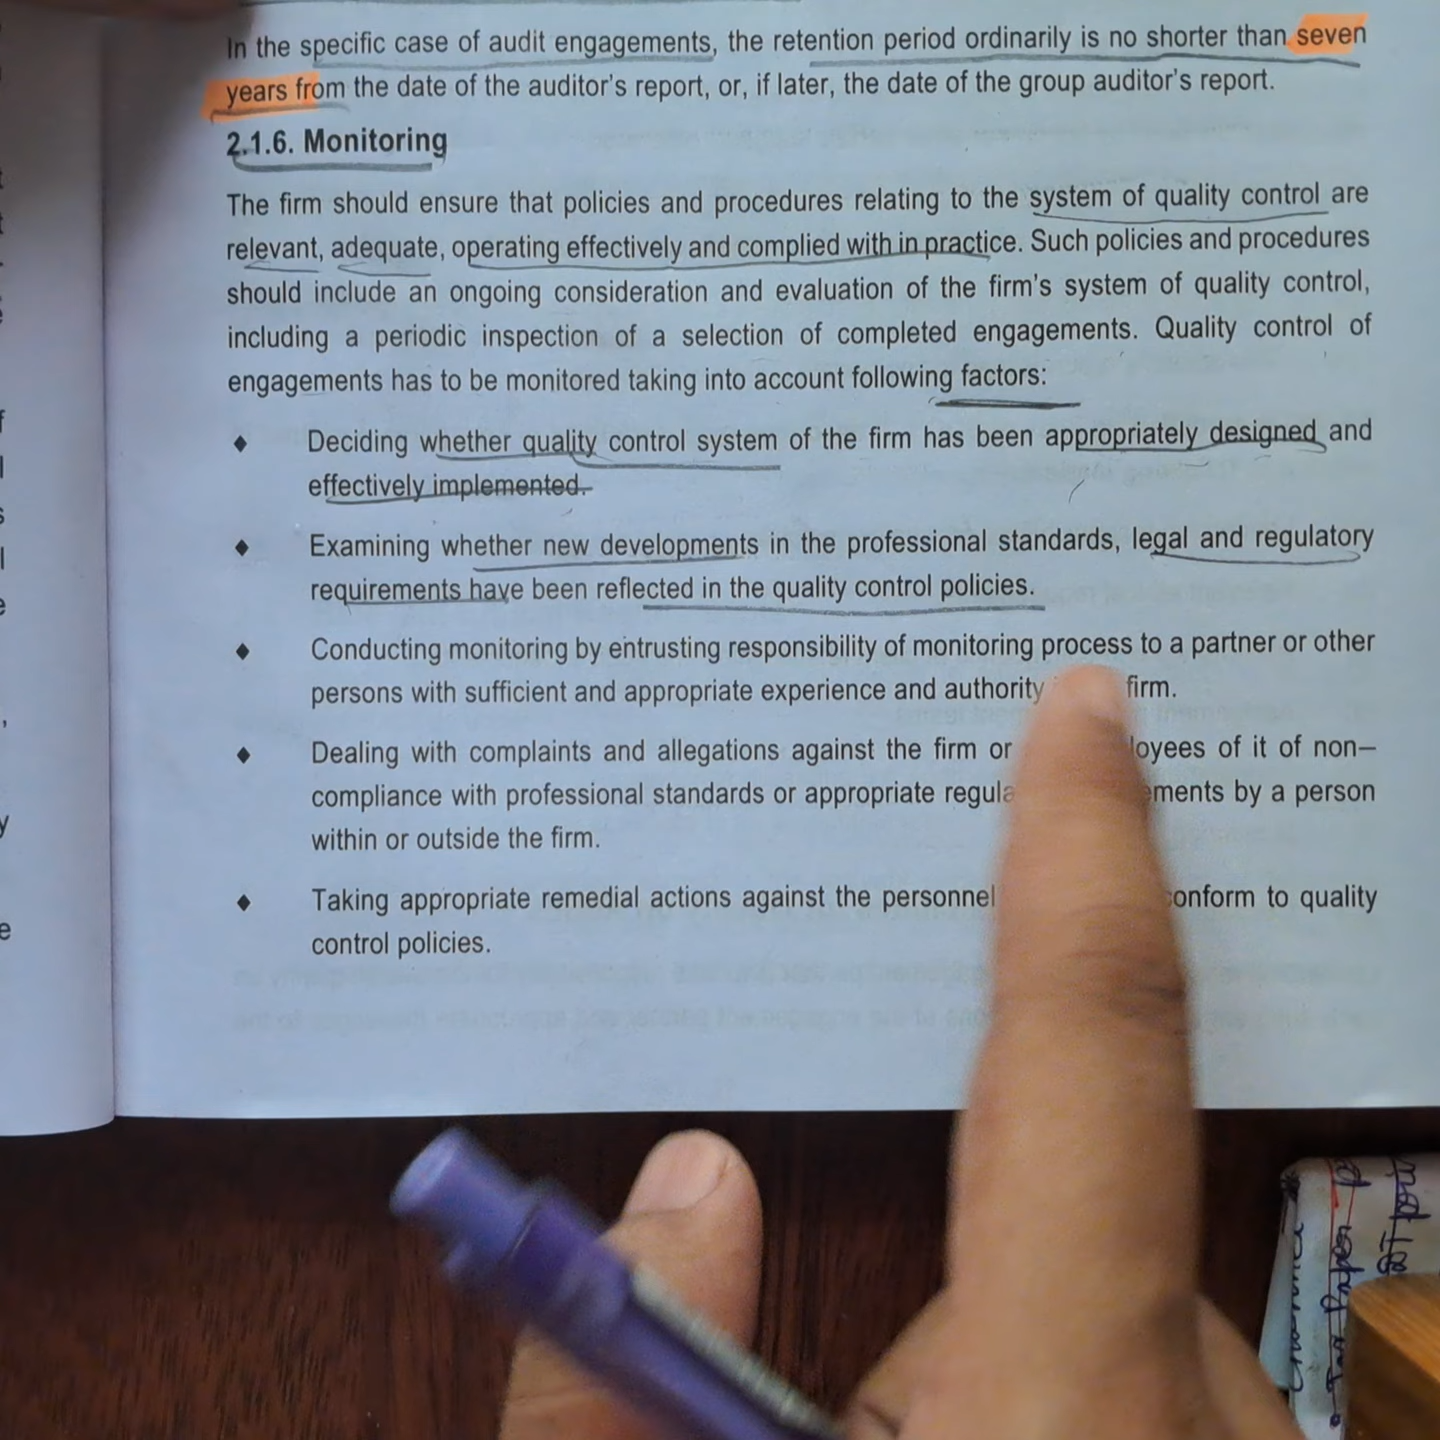 In the specific case of audit engagements, the retention period ordinarily is no shorter than seven
years from the date of the auditor's report, or, if later, the date of the group auditor's report.
2.1.6. Monitoring
The firm should ensure that policies and procedures relating to the system of quality control are
relevant, adequate, operating effectively and complied with in practice. Such policies and procedures
should include an ongoing consideration and evaluation of the firm's system of quality control,
including a periodic inspection of a selection of completed engagements. Quality control of
engagements has to be monitored taking into account following factors:
♦ Deciding whether quality control system of the firm has been appropriately designed and
effectively implemented.
♦ Examining whether new developments in the professional standards, legal and regulatory
requirements have been reflected in the quality control policies.
♦ Conducting monitoring by entrusting responsibility of monitoring process to a partner or other
persons with sufficient and appropriate experience and authority firm.
♦ Dealing with complaints and allegations against the firm or of it of non–
compliance with professional standards or appropriate by a person
within or outside the firm.
♦ Taking appropriate remedial actions against the personnel conform to quality
control policies.
Paper